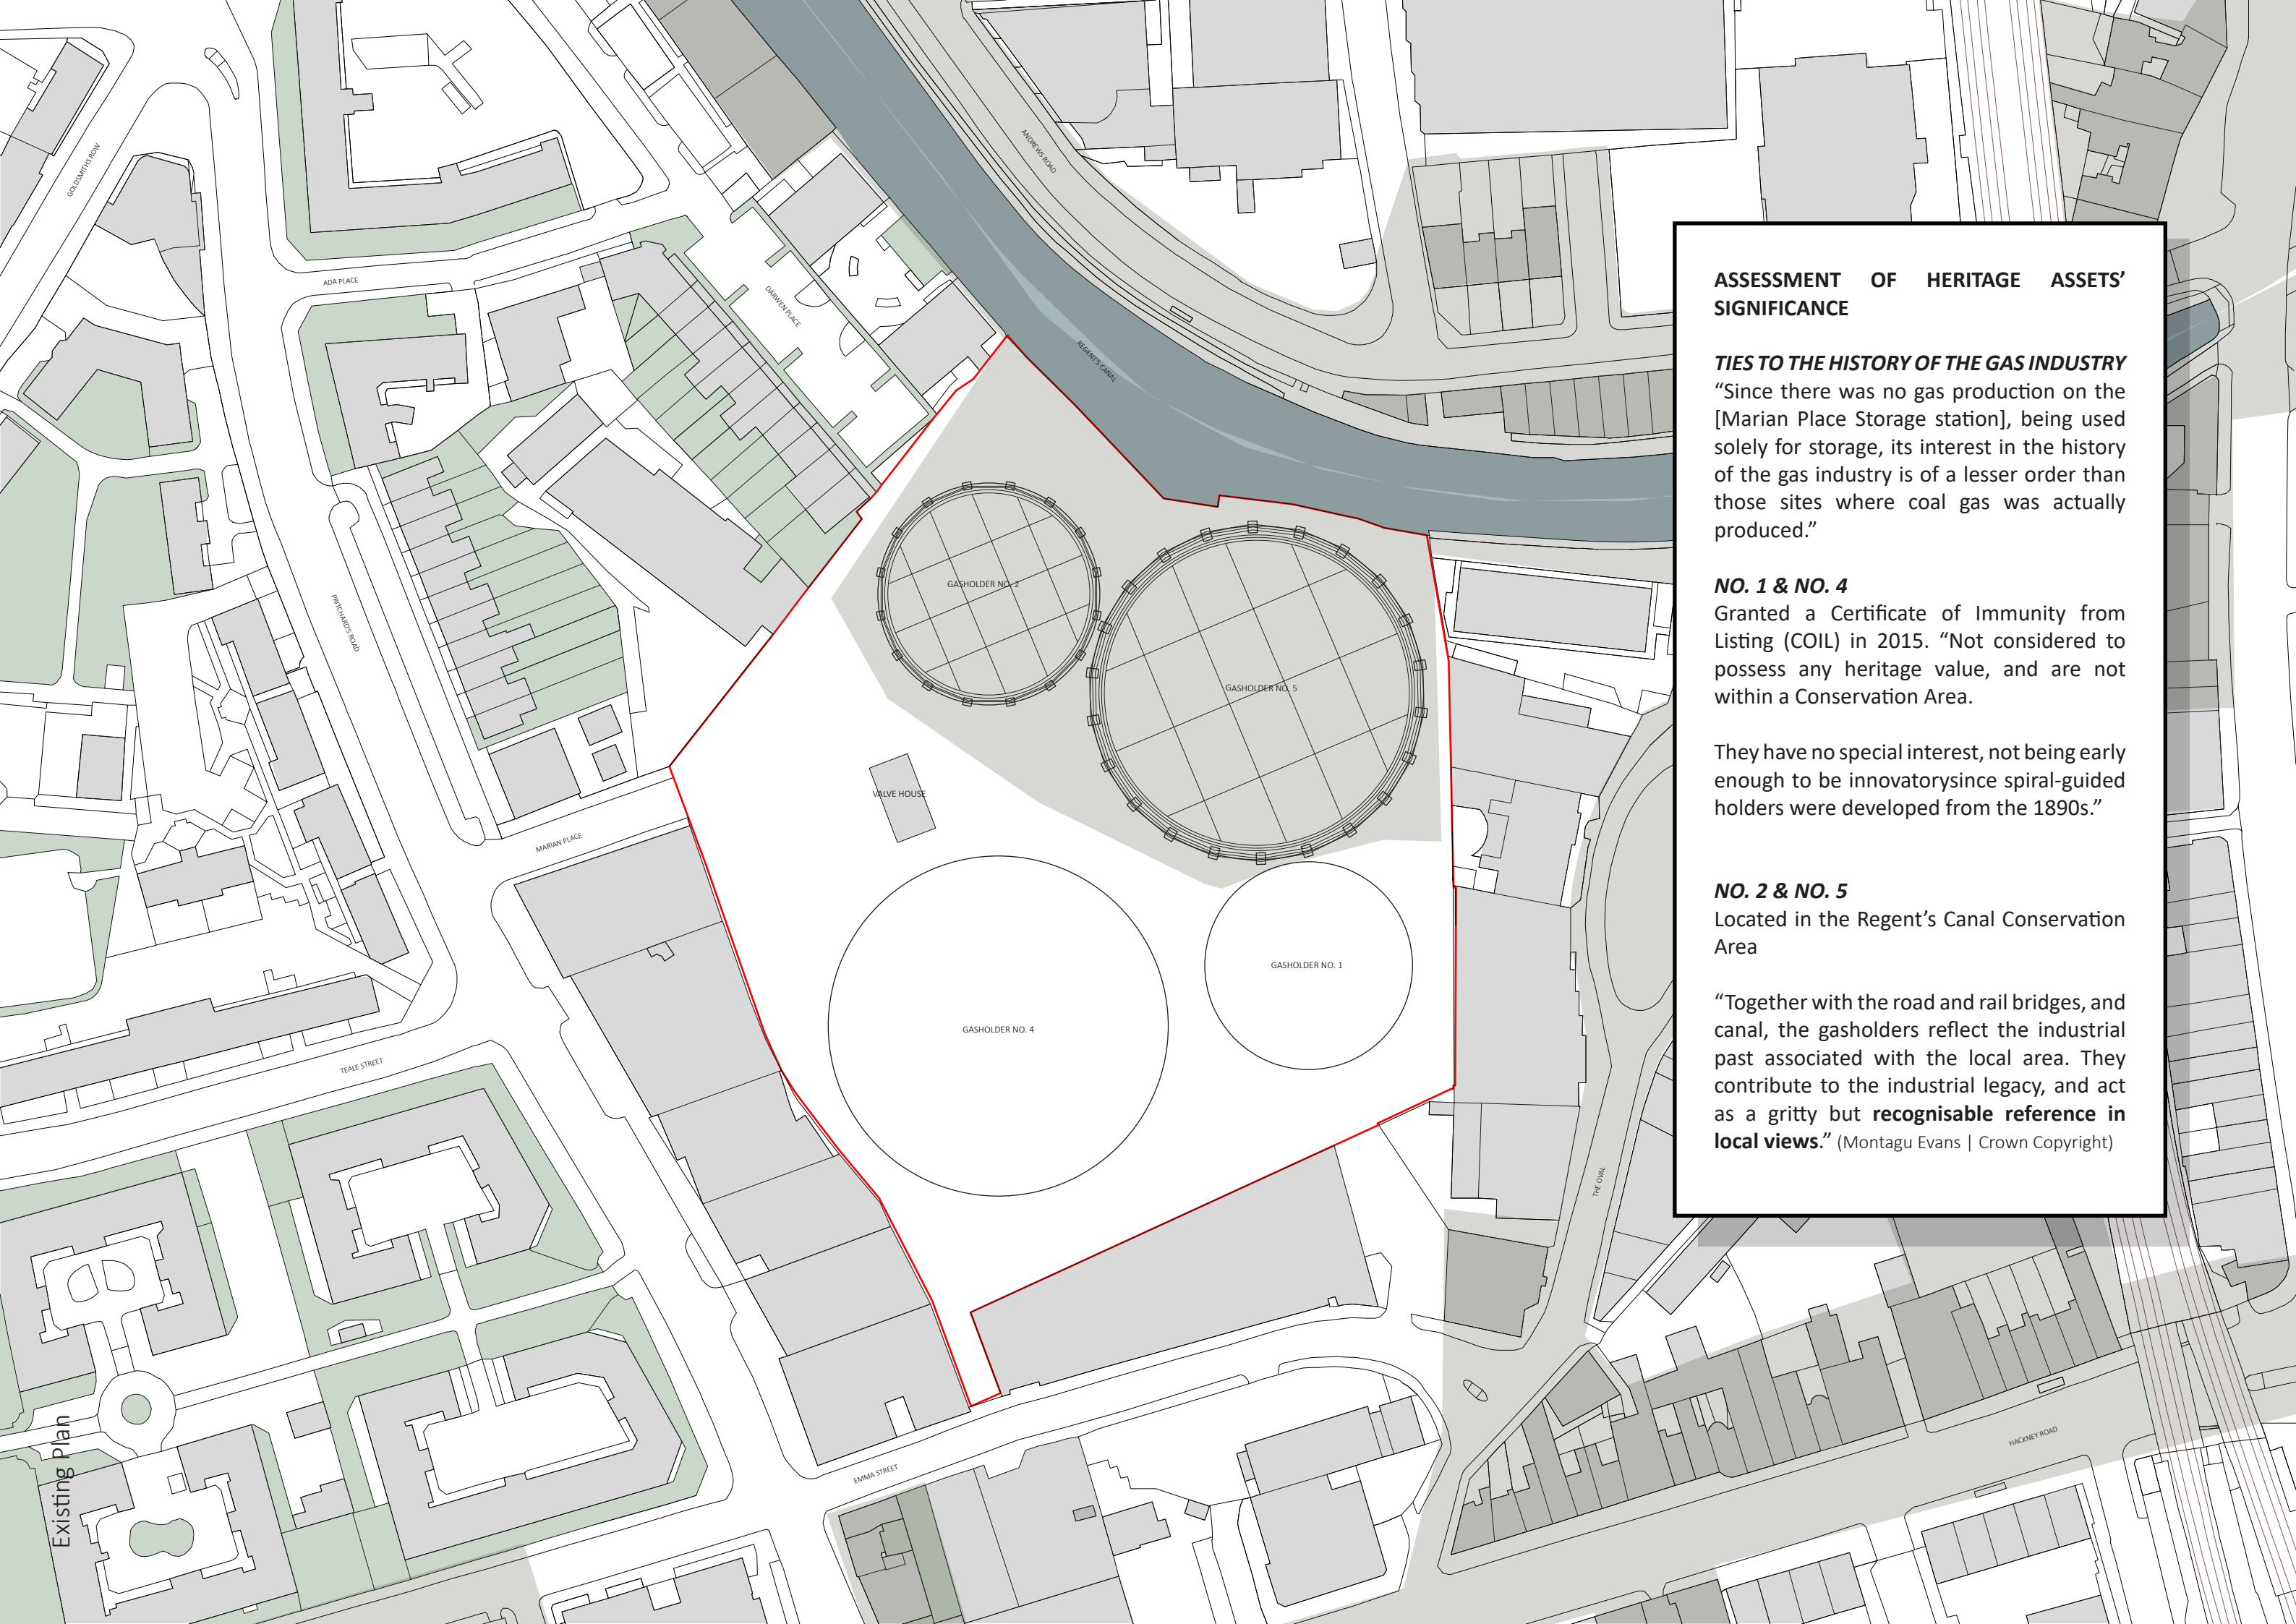 GOLDSMITHS ROW
ANDREWS ROAD
ADA PLACE
DARWEN PLACE
REGENT'S CANAL
PRITCHARD'S ROAD
GASHOLDER NO. 2
GASHOLDER NO. 5
VALVE HOUSE
MARIAN PLACE
GASHOLDER NO. 1
GASHOLDER NO. 4
TEALE STREET
THE OVAL
HACKNEY ROAD
EMMA STREET
Existing Plan
ASSESSMENT OF HERITAGE ASSETS’
SIGNIFICANCE
TIES TO THE HISTORY OF THE GAS INDUSTRY
“Since there was no gas production on the
[Marian Place Storage station], being used
solely for storage, its interest in the history
of the gas industry is of a lesser order than
those sites where coal gas was actually
produced.”
NO. 1 & NO. 4
Granted a Certificate of Immunity from
Listing (COIL) in 2015. “Not considered to
possess any heritage value, and are not
within a Conservation Area.
They have no special interest, not being early
enough to be innovatorysince spiral-guided
holders were developed from the 1890s.”
NO. 2 & NO. 5
Located in the Regent’s Canal Conservation
Area
“Together with the road and rail bridges, and
canal, the gasholders reflect the industrial
past associated with the local area. They
contribute to the industrial legacy, and act
as a gritty but recognisable reference in
local views.” (Montagu Evans | Crown Copyright)